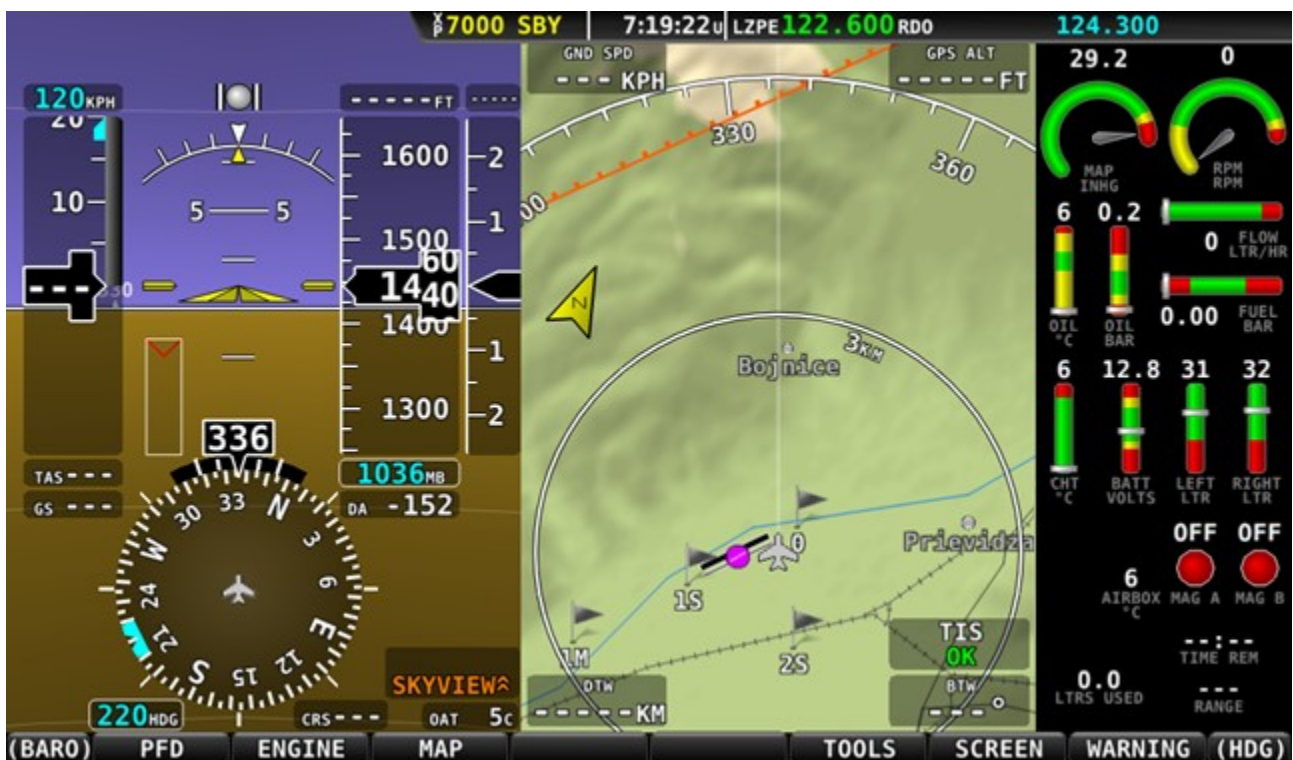 XP 7000 SBY 7:19:22U LZPE 122.600 RDO 124.300
120KPH
- - - - -FT
- - - - -
20
10
- - -
5 5
1600
1500
60
14
40
1400
1300
2
1
1
2
336
TAS - - -
GS - - -
1036MB
DA -152
33
N
3
6
E
12
15
S
21
24
W
30
220HDG
CRS - - -
SKYVIEW
OAT 5C
GND SPD
- - - KPH
GPS ALT
- - - - -FT
330
360
00
N
3KM
Bojnice
Prievidza
1S
1M
2S
TIS
OK
DTW
- - - - -KM
BTW
- - -°
29.2 0
MAP
INHG
RPM
RPM
6 0.2
OIL
°C
OIL
BAR
0 FLOW
LTR/HR
0.00 FUEL
BAR
6 12.8 31 32
CHT
°C
BATT
VOLTS
LEFT
LTR
RIGHT
LTR
OFF OFF
MAG A MAG B
6
AIRBOX
°C
--:--
TIME REM
0.0
LTRS USED
---
RANGE
(BARO) PFD ENGINE MAP TOOLS SCREEN WARNING (HDG)